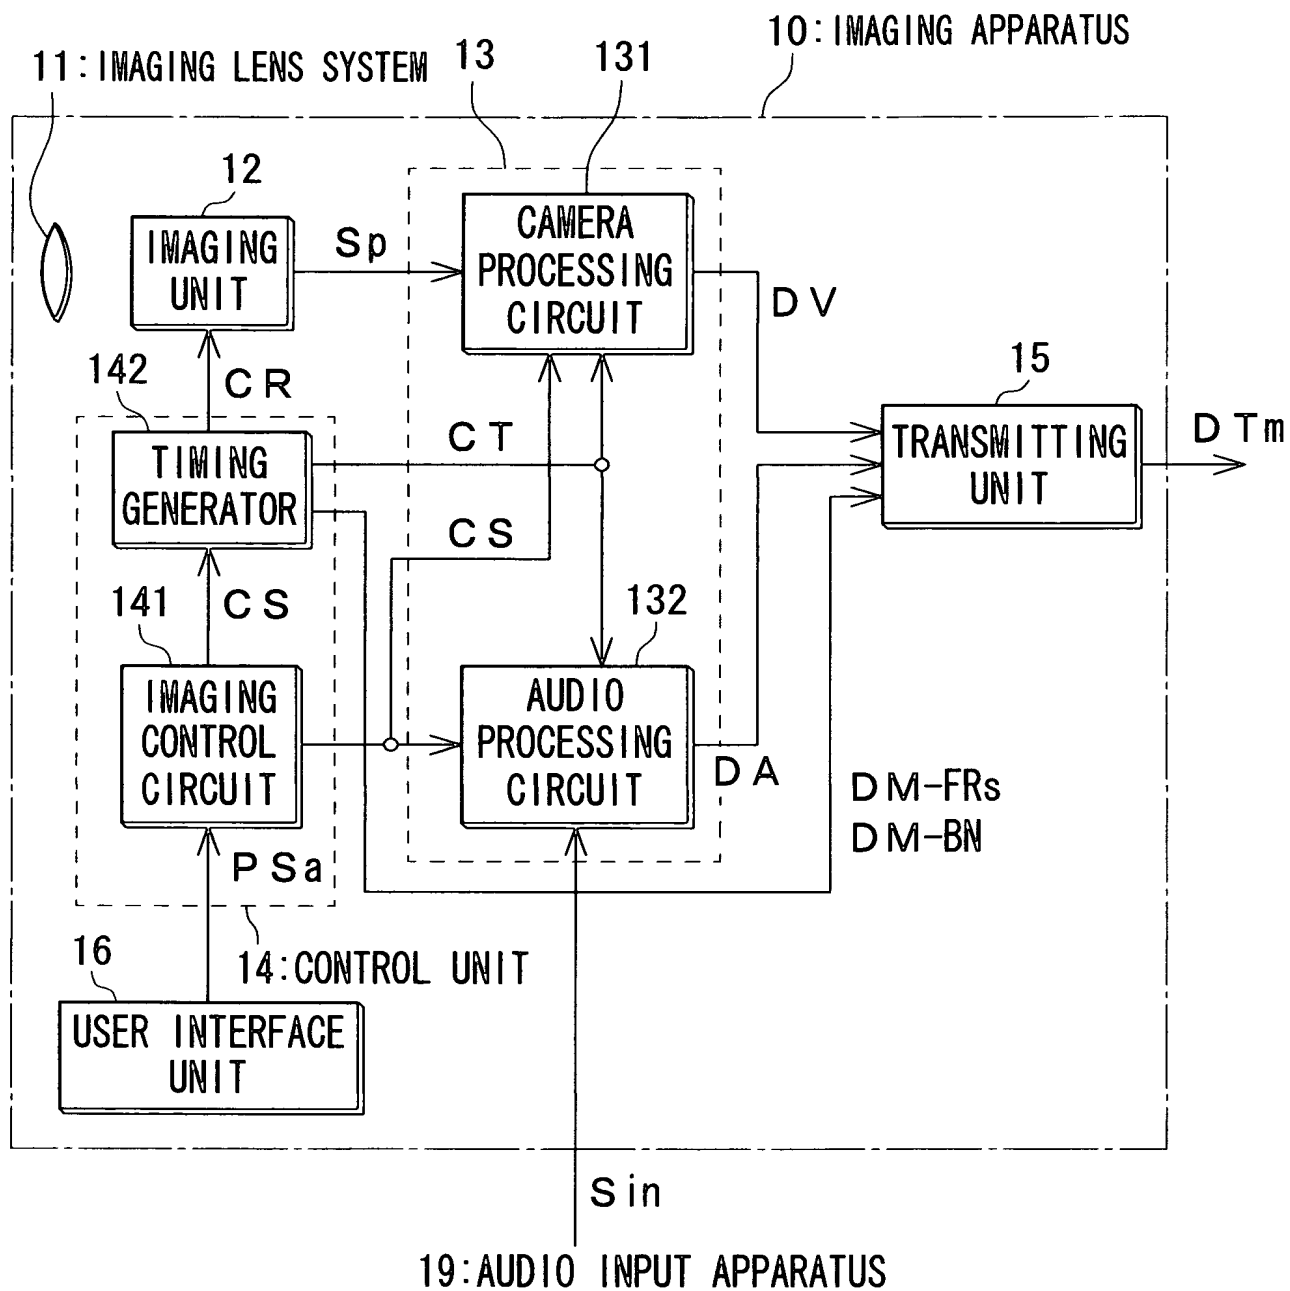 10:IMAGING APPARATUS
11:IMAGING LENS SYSTEM
13
131
12
IMAGING
UNIT
Sp
CAMERA
PROCESSING
CIRCUIT
DV
142
CR
TIMING
GENERATOR
CT
CS
15
TRANSMITTING
UNIT
DTm
141
CS
132
IMAGING
CONTROL
CIRCUIT
AUDIO
PROCESSING
CIRCUIT
DA
DM-FRs
DM-BN
PSa
16
14:CONTROL UNIT
USER INTERFACE
UNIT
Sin
19:AUDIO INPUT APPARATUS